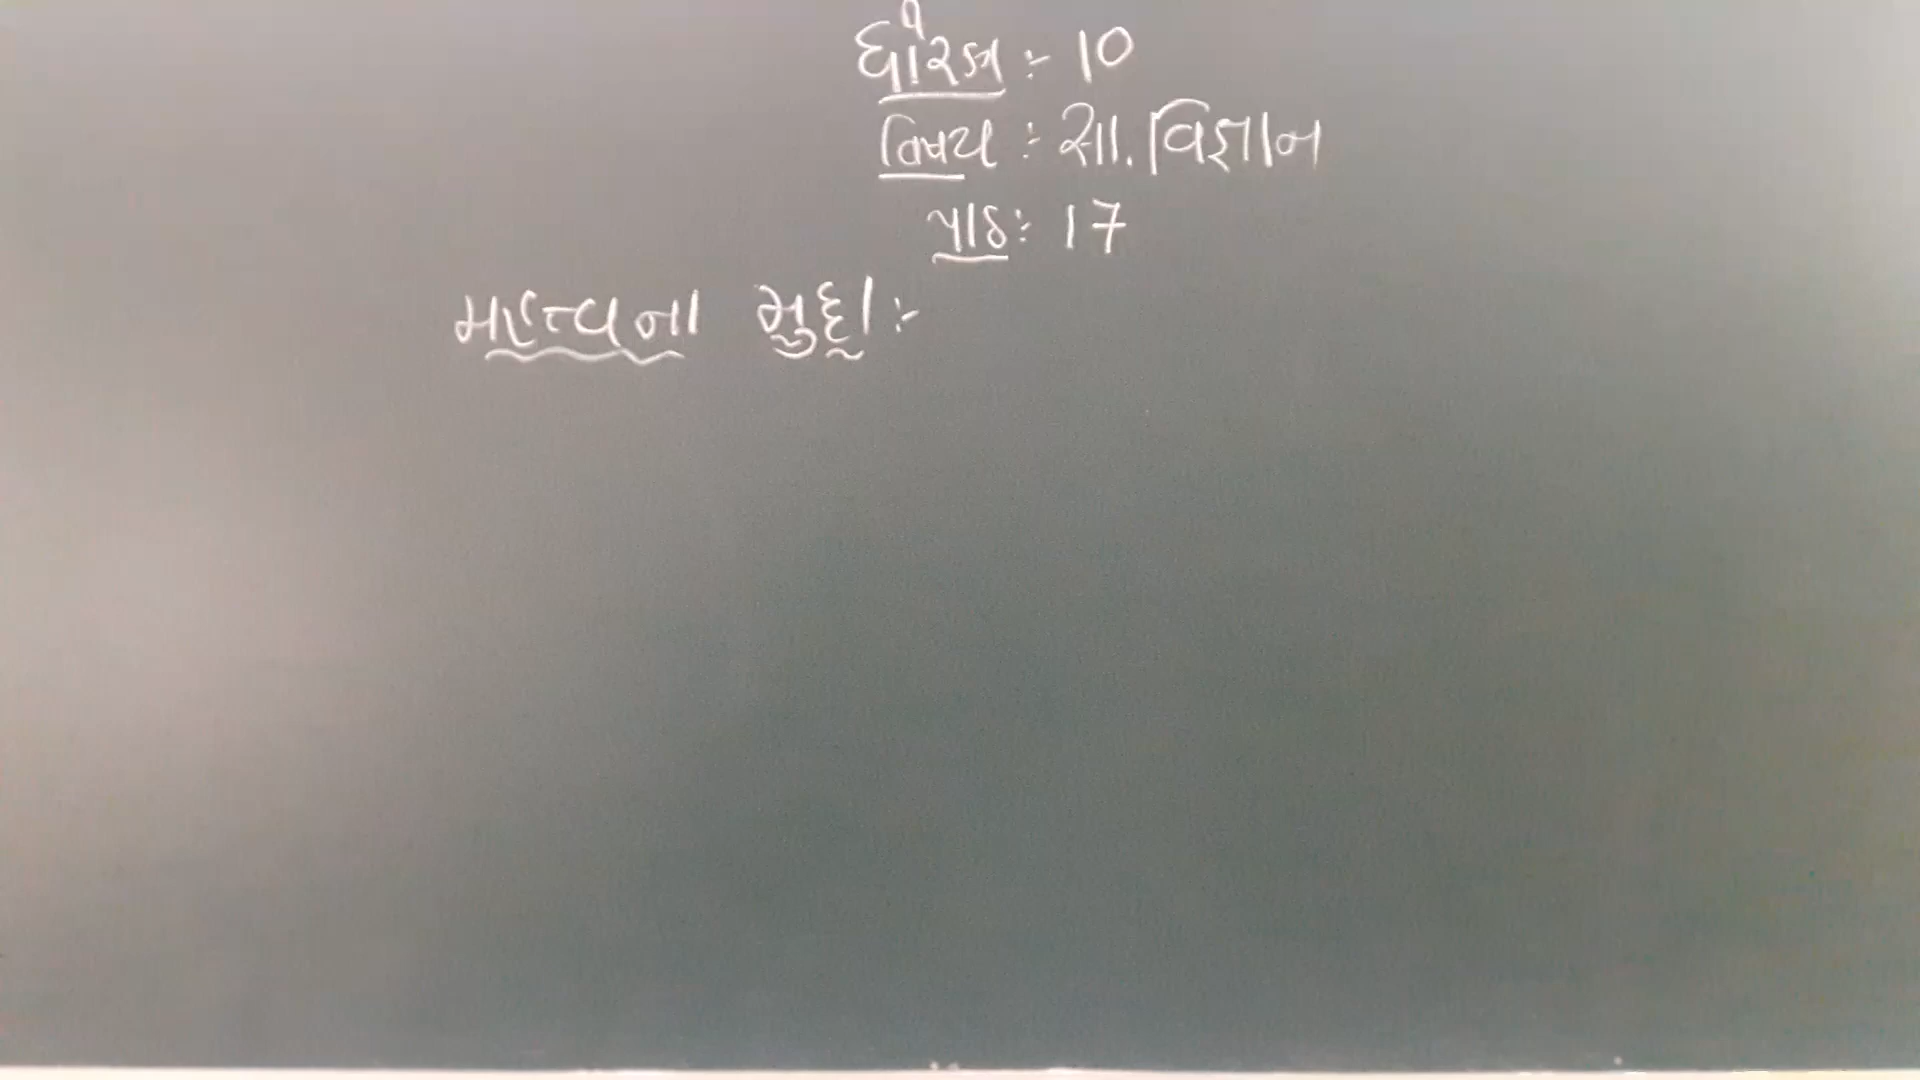 ધોરણ :- 10
વિષય :- સા. વિજ્ઞાન
પાઠ :- 17
મહત્વના મુદ્દા :-